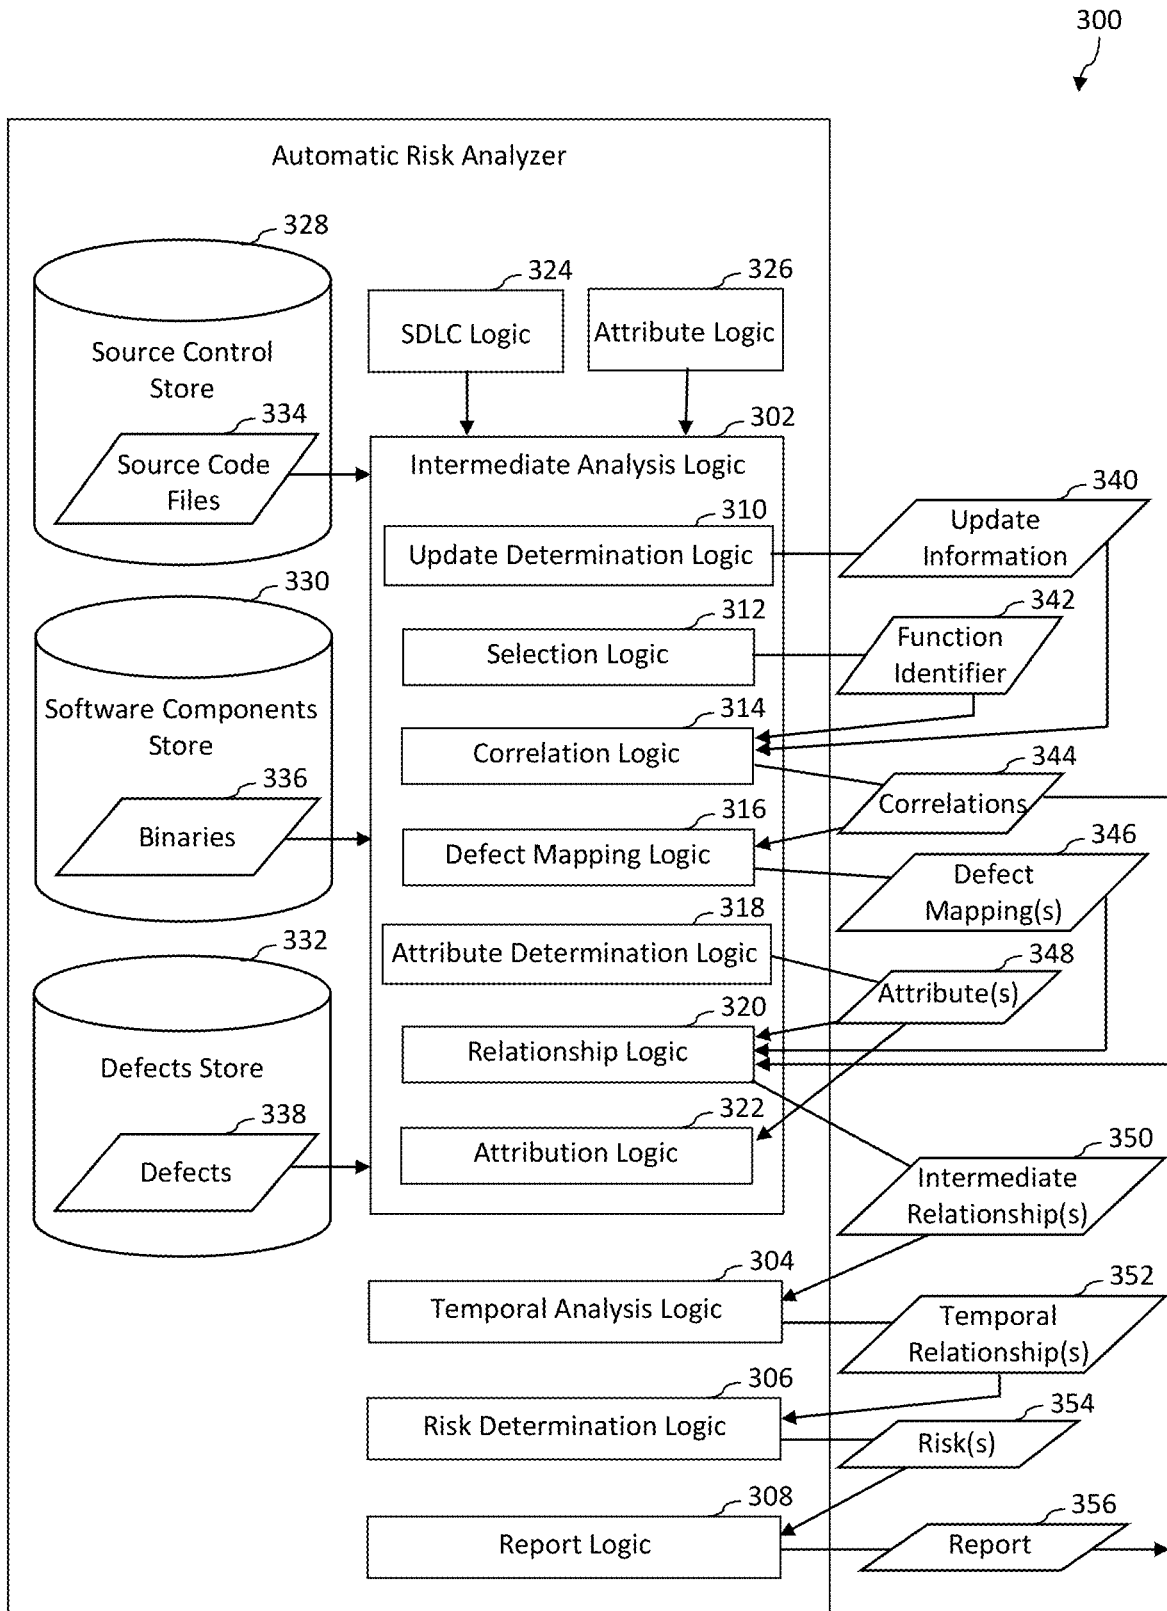 300
Automatic Risk Analyzer
328
Source Control
Store
334
Source Code
Files
324
SDLC Logic
326
Attribute Logic
302
Intermediate Analysis Logic
310
Update Determination Logic
340
Update
Information
330
Software Components
Store
336
Binaries
312
Selection Logic
342
Function
Identifier
314
Correlation Logic
344
Correlations
316
Defect Mapping Logic
346
Defect
Mapping(s)
318
Attribute Determination Logic
348
Attribute(s)
332
Defects Store
338
Defects
320
Relationship Logic
322
Attribution Logic
350
Intermediate
Relationship(s)
304
Temporal Analysis Logic
352
Temporal
Relationship(s)
306
Risk Determination Logic
354
Risk(s)
308
Report Logic
356
Report